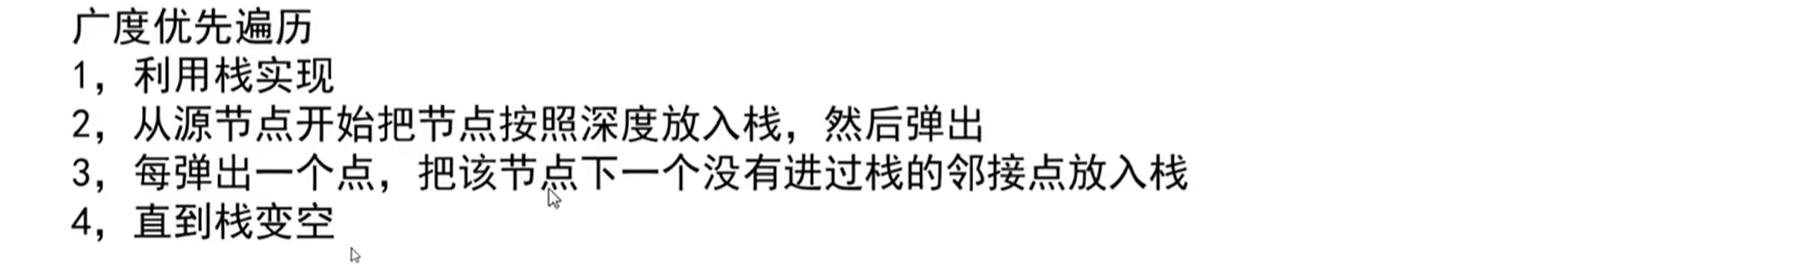 广度优先遍历
1，利用栈实现
2，从源节点开始把节点按照深度放入栈，然后弹出
3，每弹出一个点，把该节点下一个没有进过栈的邻接点放入栈
4，直到栈变空